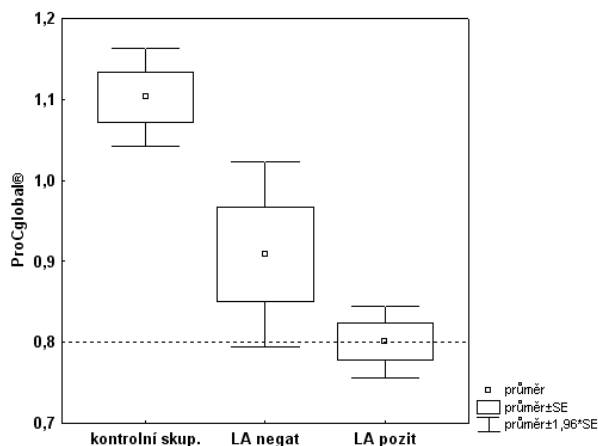 1,2
1,1
1,0
0,9
0,8
0,7
ProCglobal®
kontrolní skup.
LA negat
LA pozit
průměr
průměr±SE
průměr±1,96*SE